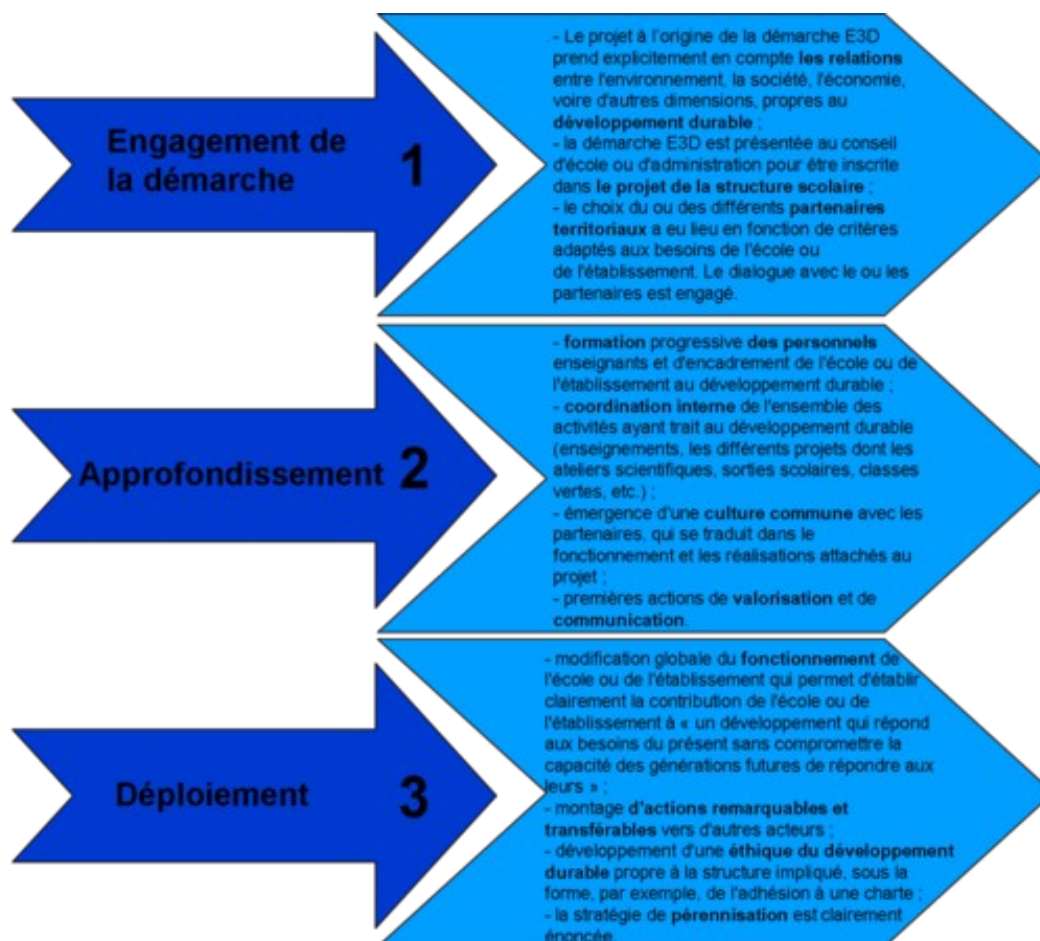 Engagement de
la démarche
1
- Le projet à l'origine de la démarche E3D
prend explicitement en compte les relations
entre l'environnement, la société, l'économie,
voire d'autres dimensions, propres au
développement durable ;
- la démarche E3D est présentée au conseil
d'école ou d'administration pour être inscrite
dans le projet de la structure scolaire ;
- le choix du ou des différents partenaires
territoriaux a eu lieu en fonction de critères
adaptés aux besoins de l'école ou
de l'établissement. Le dialogue avec le ou les
partenaires est engagé.
Approfondissement
2
- formation progressive des personnels
enseignants et d'encadrement de l'école ou de
l'établissement au développement durable ;
- coordination interne de l'ensemble des
activités ayant trait au développement durable
(enseignements, les différents projets dont les
ateliers scientifiques, sorties scolaires, classes
vertes, etc.) ;
- émergence d'une culture commune avec les
partenaires, qui se traduit dans le
fonctionnement et les réalisations attachés au
projet ;
- premières actions de valorisation et de
communication.
Déploiement
3
- modification globale du fonctionnement de
l'école ou de l'établissement qui permet d'établir
clairement la contribution de l'école ou de
l'établissement à « un développement qui répond
aux besoins du présent sans compromettre la
capacité des générations futures de répondre aux
leurs » ;
- montage d'actions remarquables et
transférables vers d'autres acteurs ;
- développement d'une éthique du développement
durable propre à la structure impliqué, sous la
forme, par exemple, de l'adhésion à une charte ;
- la stratégie de pérennisation est clairement
énoncée.